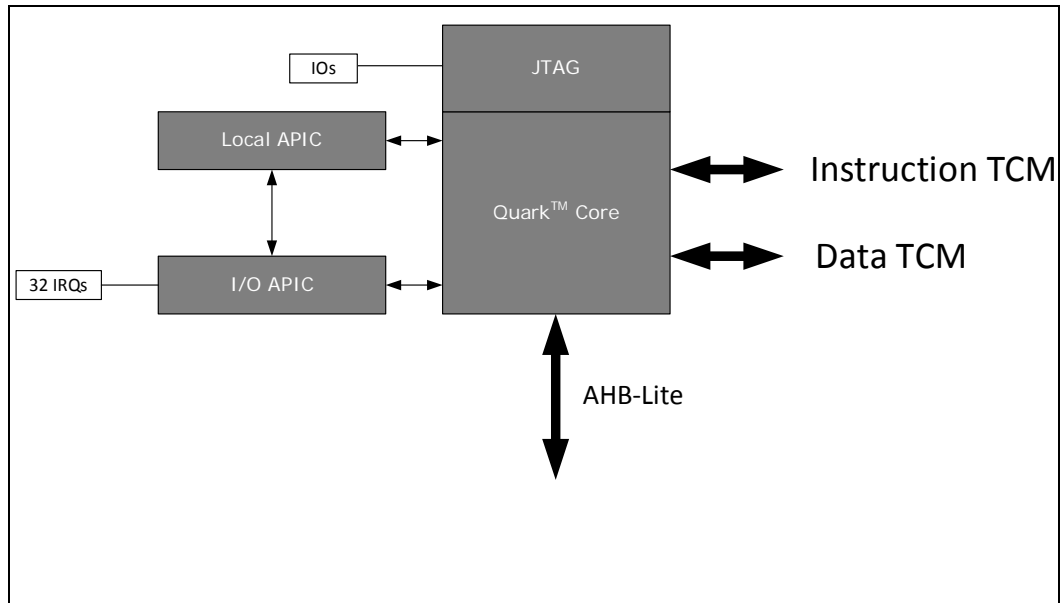 JTAG
IOs
Local APIC
Instruction TCM
Quark™ Core
Data TCM
I/O APIC
32 IRQs
AHB-Lite